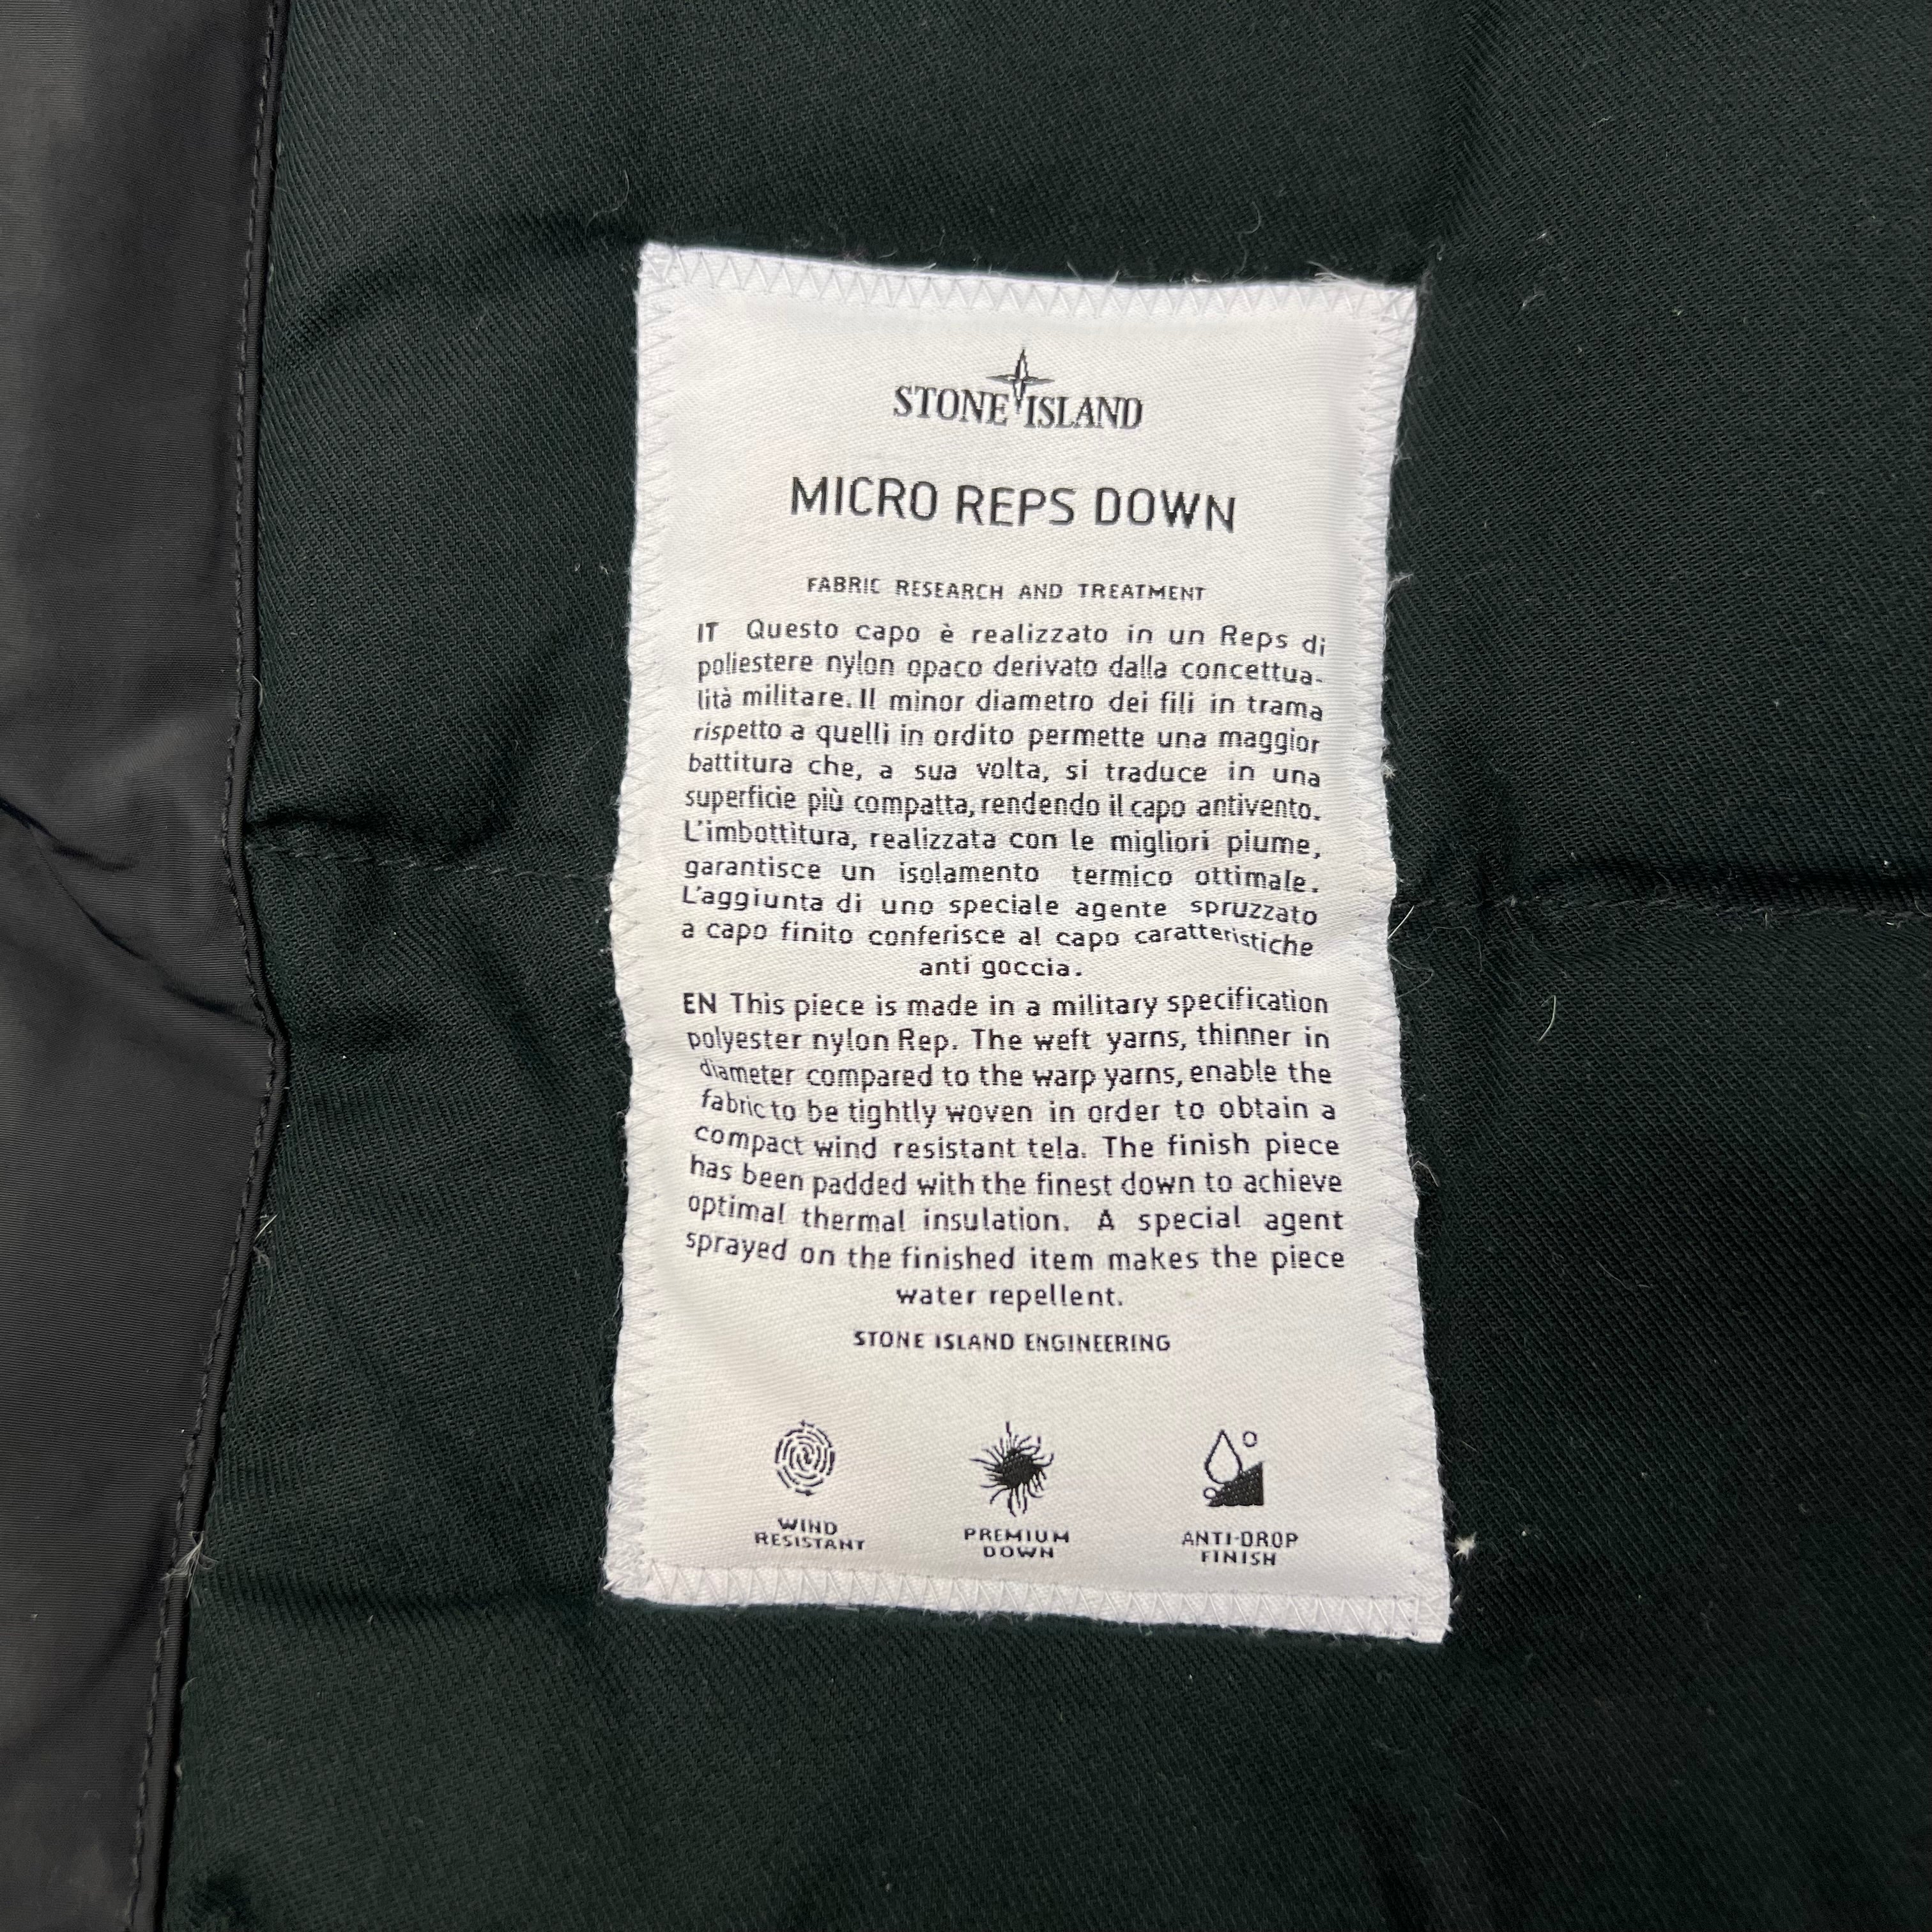 STONE ISLAND
MICRO REPS DOWN
FABRIC RESEARCH AND TREATMENT
IT Questo capo è realizzato in un Reps di
poliestere nylon opaco derivato dalla concettua-
lità militare. Il minor diametro dei fili in trama
rispetto a quelli in ordito permette una maggior
battitura che, a sua volta, si traduce in una
superficie più compatta, rendendo il capo antivento.
L'imbottitura, realizzata con le migliori piume,
garantisce un isolamento termico ottimale.
L'aggiunta di uno speciale agente spruzzato
a capo finito conferisce al capo caratteristiche
anti goccia.
EN This piece is made in a military specification
polyester nylon Rep. The weft yarns, thinner in
diameter compared to the warp yarns, enable the
fabric to be tightly woven in order to obtain a
compact wind resistant tela. The finish piece
has been padded with the finest down to achieve
optimal thermal insulation. A special agent
sprayed on the finished item makes the piece
water repellent.
STONE ISLAND ENGINEERING
WIND
RESISTANT
PREMIUM
DOWN
ANTI-DROP
FINISH